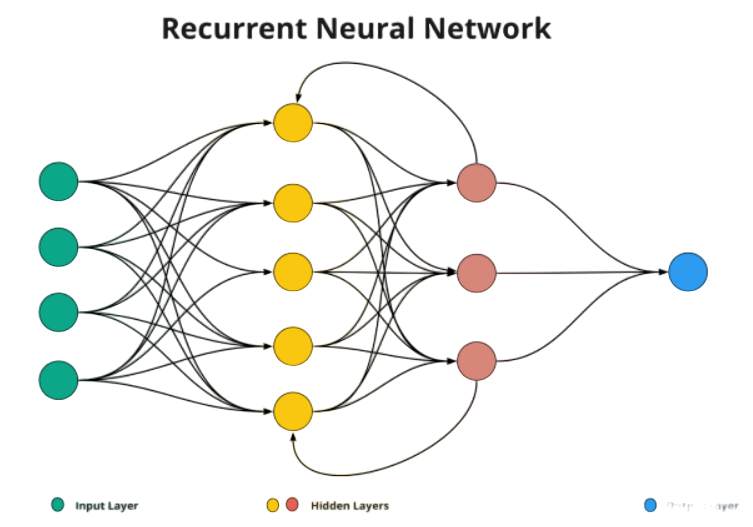 Recurrent Neural Network
Input Layer
Hidden Layers